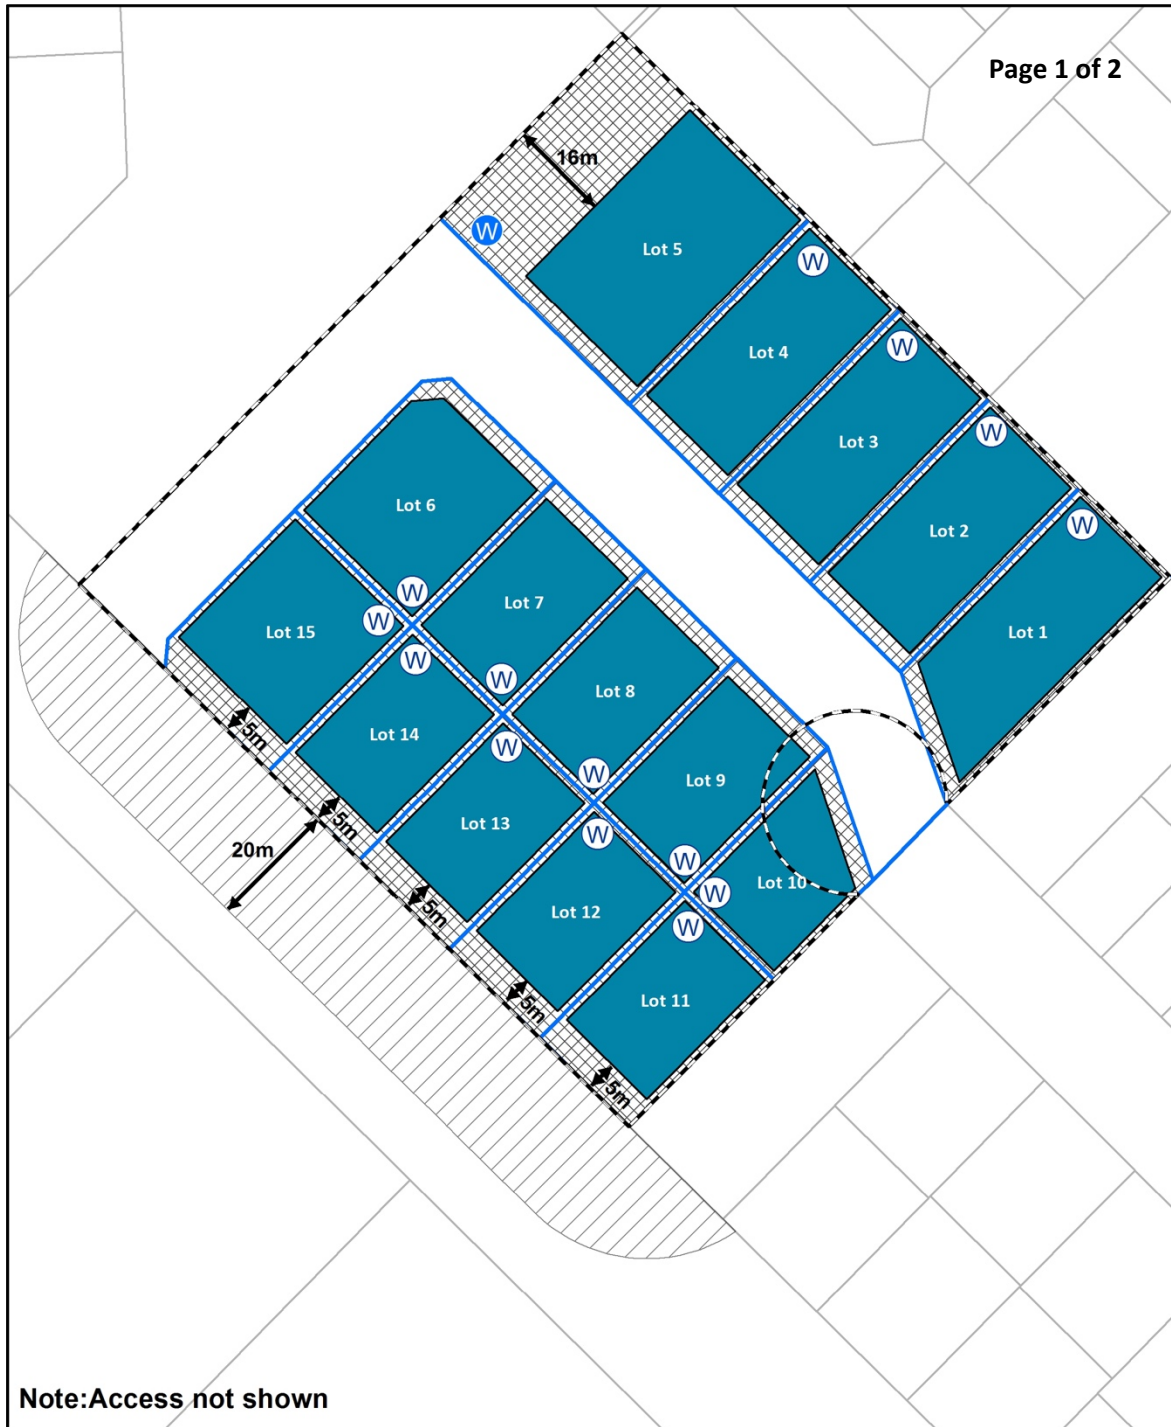 Page 1 of 2
16m
W
Lot 5
W
Lot 4
W
Lot 3
W
Lot 2
W
Lot 1
Lot 6
W
Lot 7
W
Lot 15
W
W
Lot 8
W
Lot 14
W
Lot 9
5m
Lot 13
W
5m
20m
W
Lot 10
W
Lot 12
W
5m
Lot 11
5m
5m
Note:Access not shown